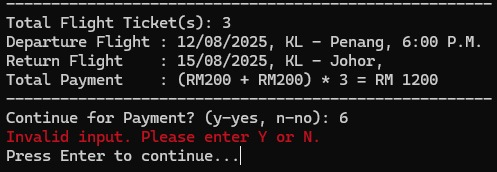 Total Flight Ticket(s): 3
Departure Flight : 12/08/2025, KL - Penang, 6:00 P.M.
Return Flight    : 15/08/2025, KL - Johor,
Total Payment    : (RM200 + RM200) * 3 = RM 1200
Continue for Payment? (y-yes, n-no): 6
Invalid input. Please enter Y or N.
Press Enter to continue...